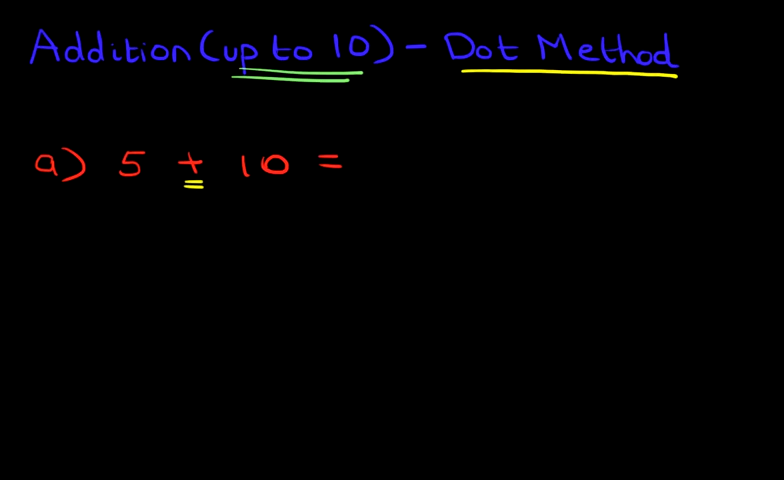 Addition (up to 10) - Dot Method
a) 5 + 10 =